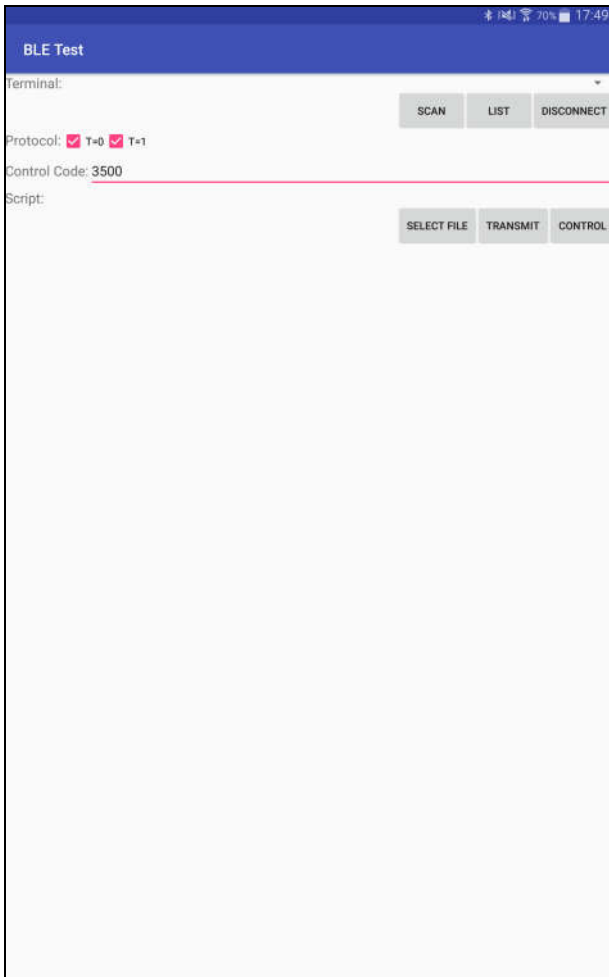 70% 17:49
BLE Test
Terminal:
SCAN LIST DISCONNECT
Protocol: T=0 T=1
Control Code: 3500
Script:
SELECT FILE TRANSMIT CONTROL